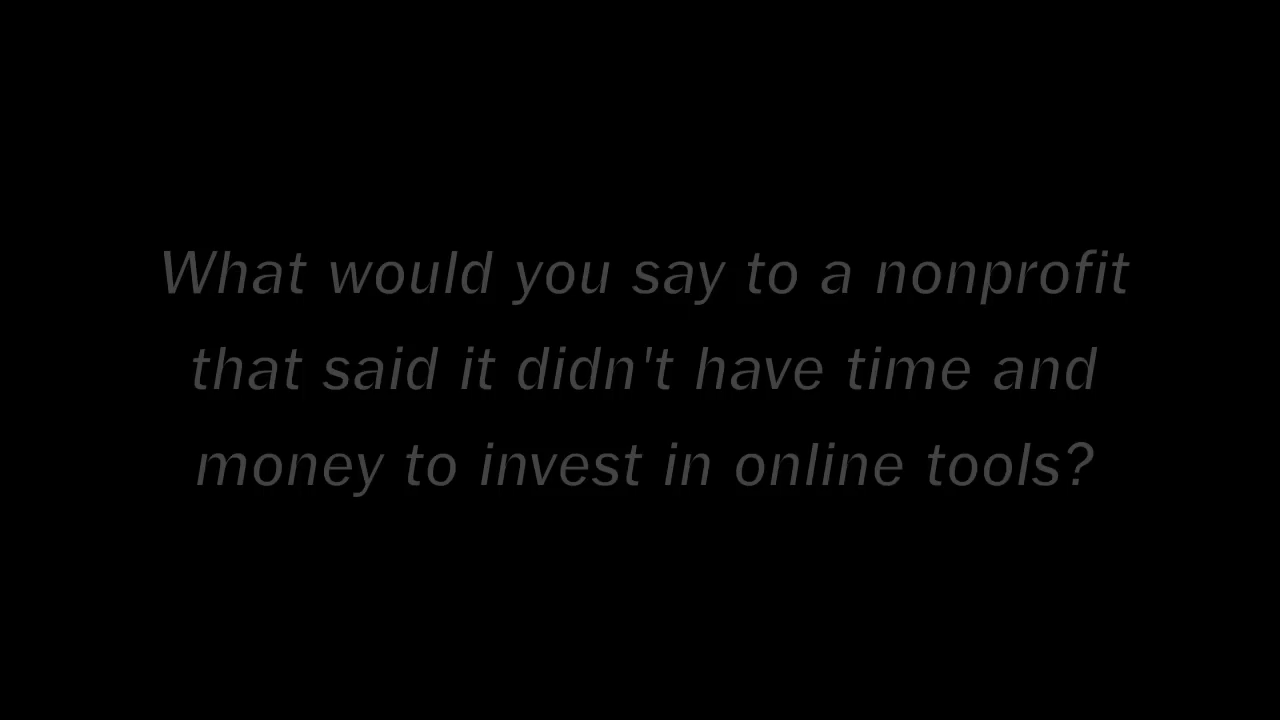 What would you say to a nonprofit
that said it didn't have time and
money to invest in online tools?